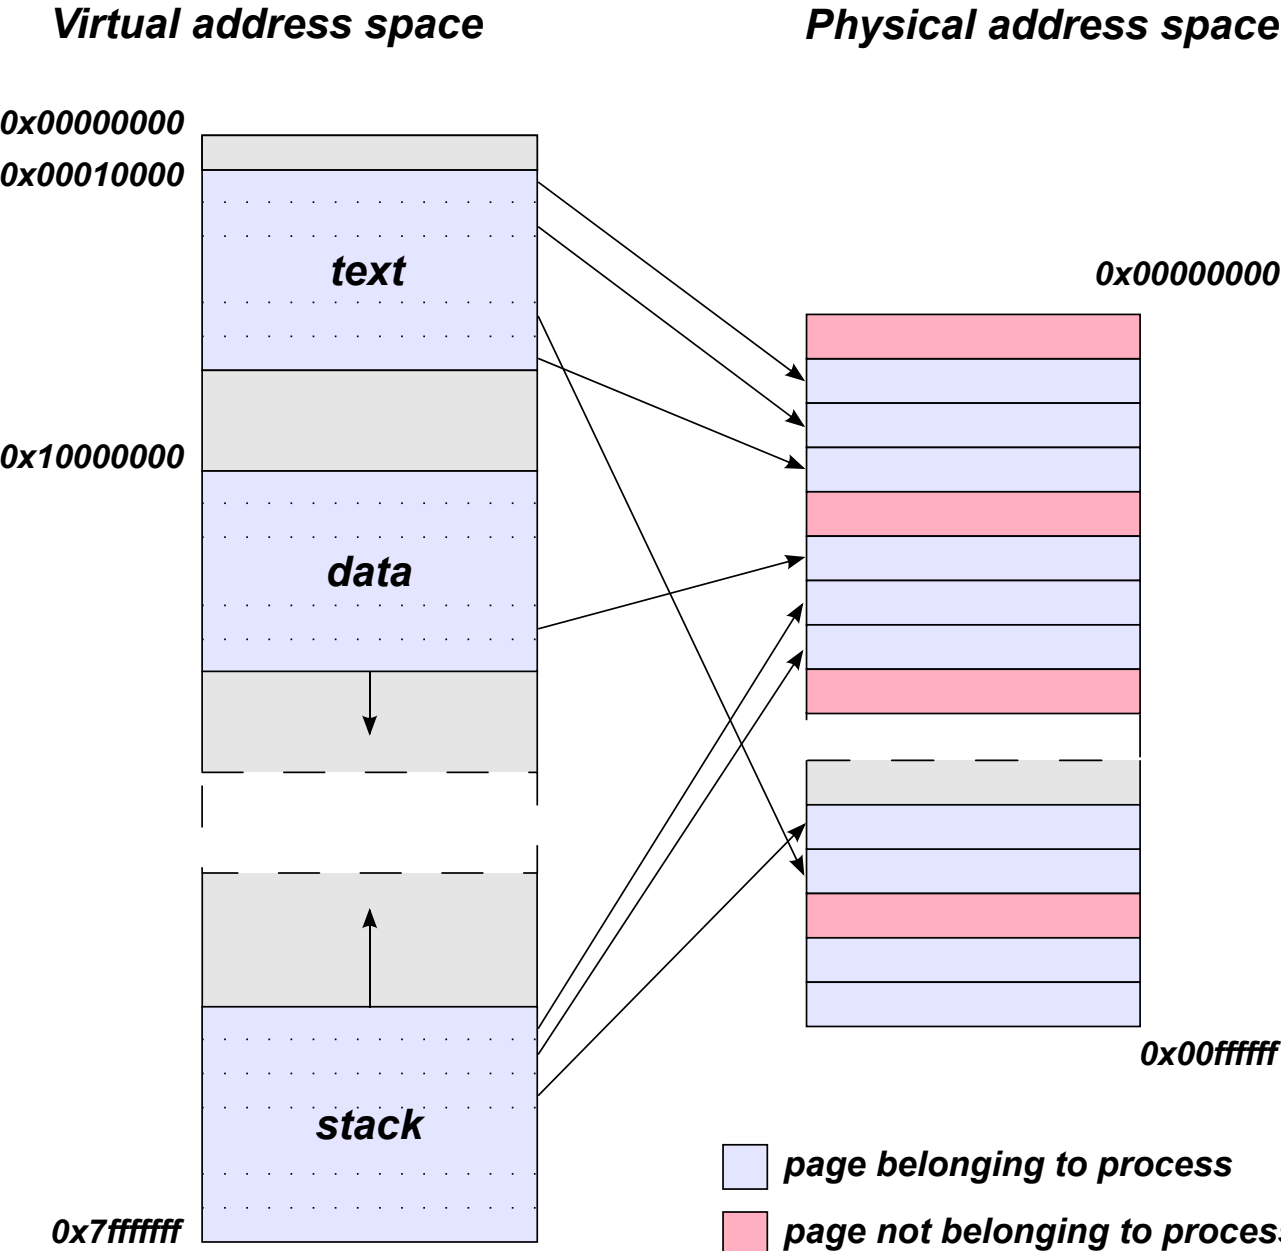 Virtual address space
Physical address space
0x00000000
0x00010000
text
0x00000000
0x10000000
data
0x00ffffff
stack
page belonging to process
0x7fffffff
page not belonging to process